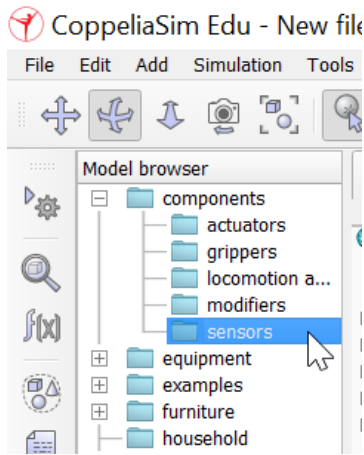 CoppeliaSim Edu - New file
File Edit Add Simulation Tools
Model browser
components
actuators
grippers
locomotion a...
modifiers
sensors
equipment
examples
furniture
household
f(x)